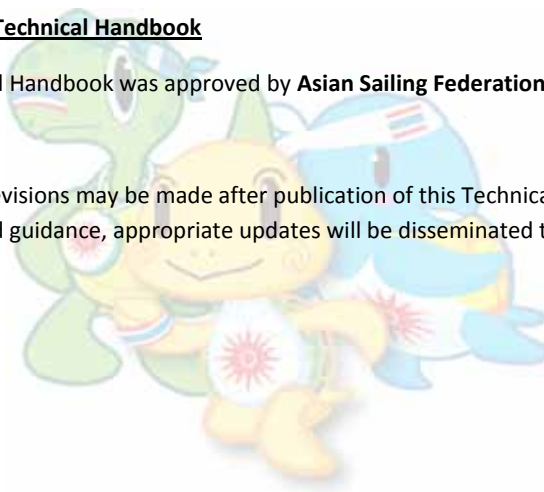 Technical Handbook
l Handbook was approved by Asian Sailing Federation
evisions may be made after publication of this Technica
l guidance, appropriate updates will be disseminated t